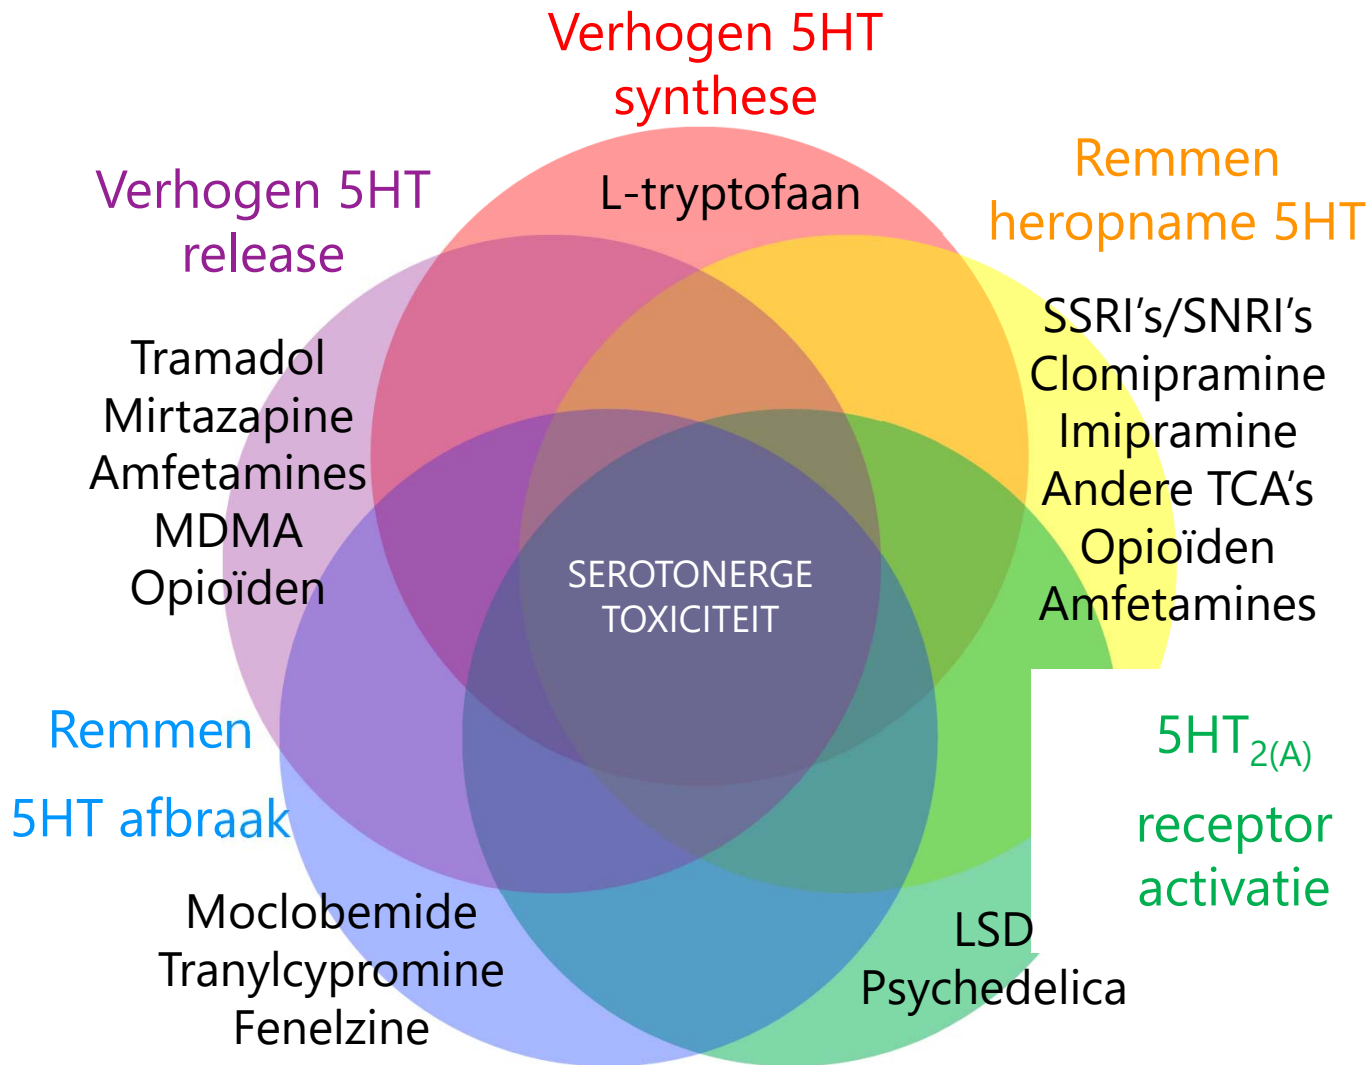 Verhogen 5HT
synthese
L-tryptofaan
Verhogen 5HT
release
Tramadol
Mirtazapine
Amfetamines
MDMA
Opioïden
Remmen
heropname 5HT
SSRI's/SNRI's
Clomipramine
Imipramine
Andere TCA's
Opioïden
Amfetamines
SEROTONERGE
TOXICITEIT
Remmen
5HT afbraak
Moclobemide
Tranylcypromine
Fenelzine
5HT2(A)
receptor
activatie
LSD
Psychedelica